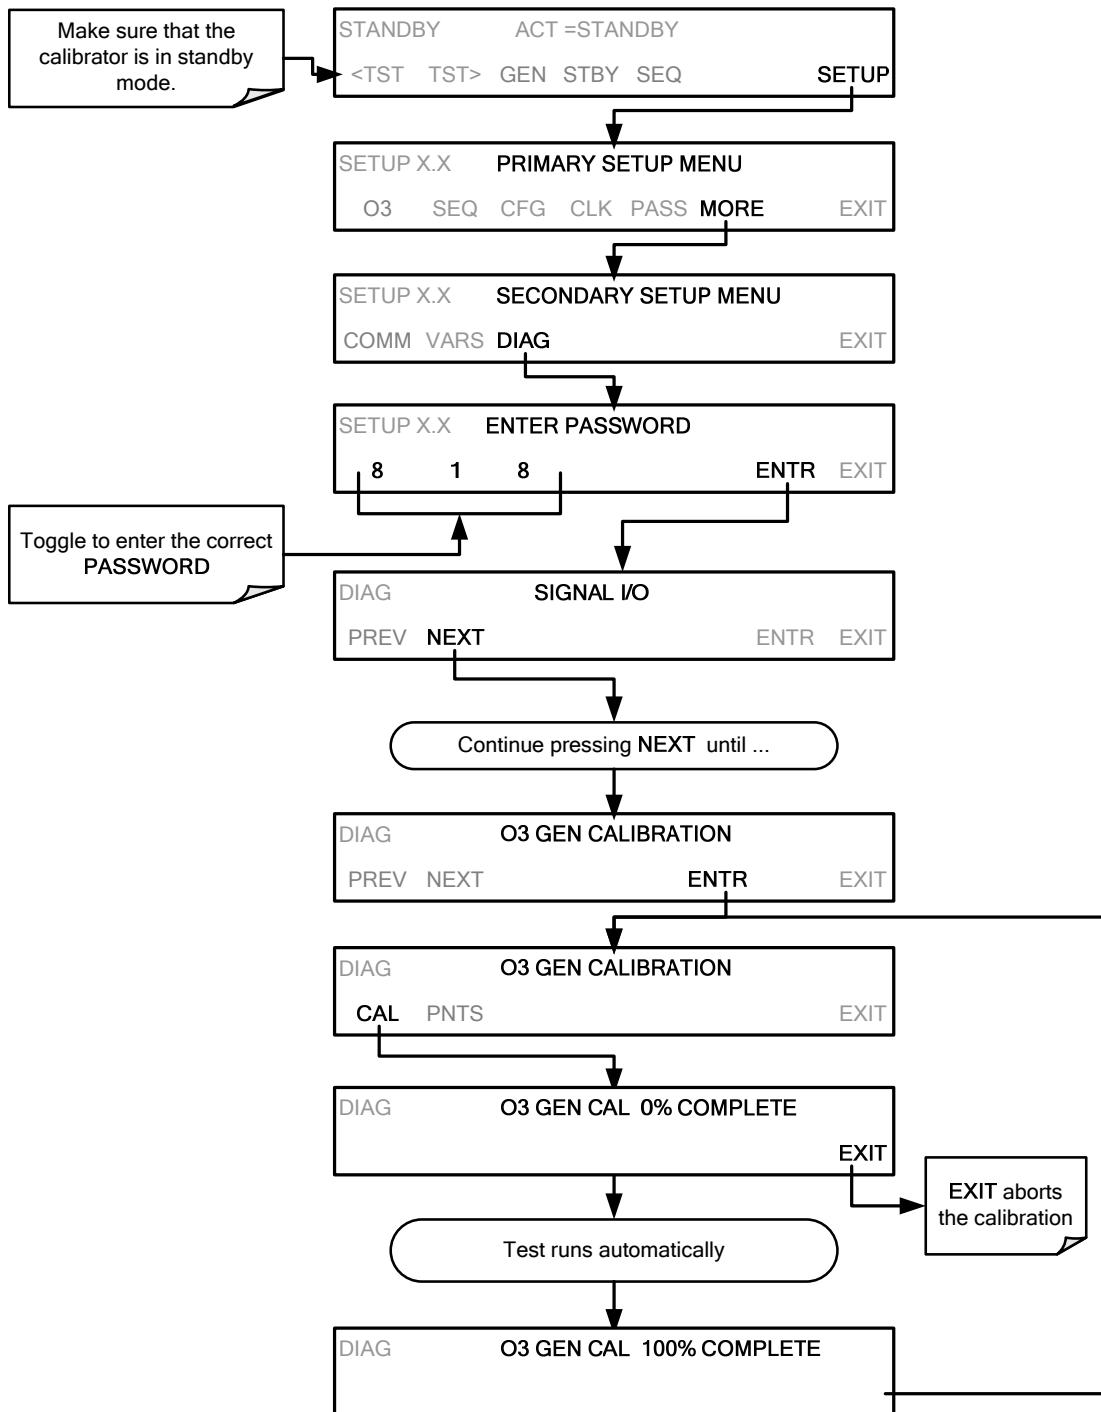 Make sure that the
calibrator is in standby
mode.
STANDBY ACT =STANDBY
<TST TST> GEN STBY SEQ SETUP
SETUP X.X PRIMARY SETUP MENU
O3 SEQ CFG CLK PASS MORE EXIT
SETUP X.X SECONDARY SETUP MENU
COMM VARS DIAG EXIT
SETUP X.X ENTER PASSWORD
8 1 8 ENTR EXIT
Toggle to enter the correct
PASSWORD
DIAG SIGNAL I/O
PREV NEXT ENTR EXIT
Continue pressing NEXT until ...
DIAG O3 GEN CALIBRATION
PREV NEXT ENTR EXIT
DIAG O3 GEN CALIBRATION
CAL PNTS EXIT
DIAG O3 GEN CAL 0% COMPLETE
EXIT
EXIT aborts
the calibration
Test runs automatically
DIAG O3 GEN CAL 100% COMPLETE